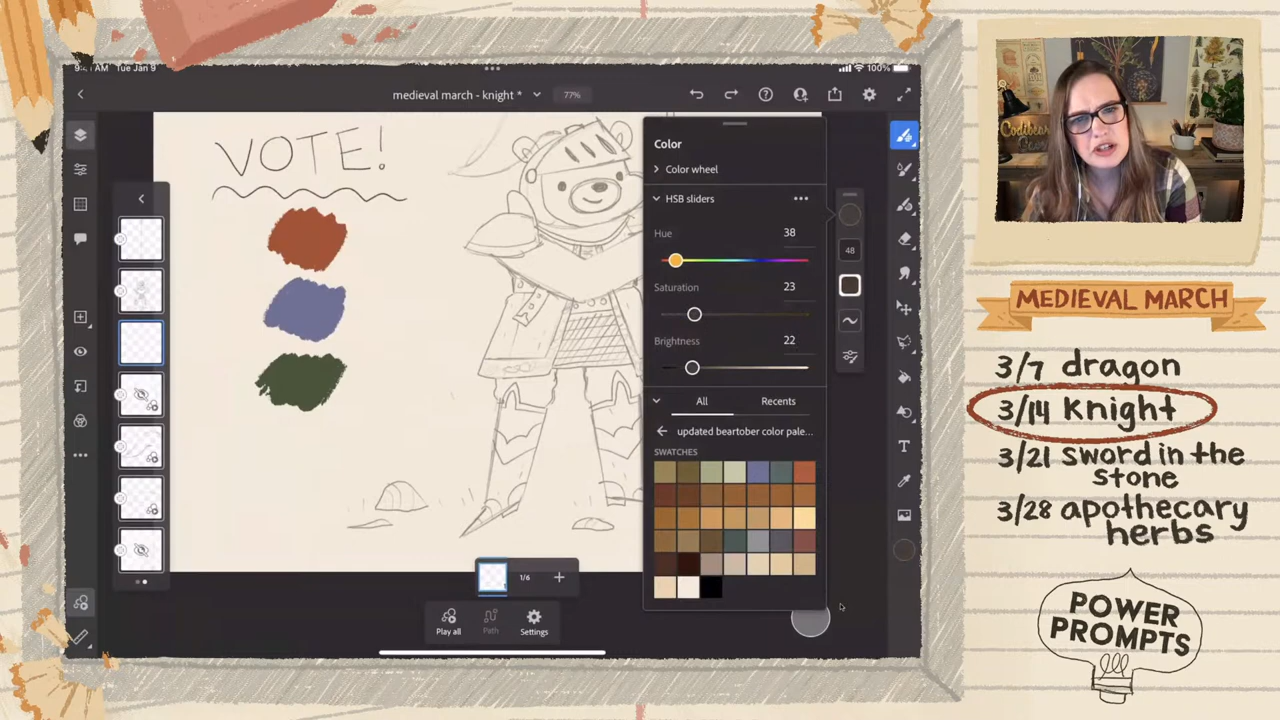 Tue Jan 9
100%
medieval march - knight *
77%
VOTE!
Color
Color wheel
HSB sliders
Hue
38
Saturation
23
Brightness
22
48
All
Recents
updated beartober color pale...
SWATCHES
1/6
Play all
Path
Settings
MEDIEVAL MARCH
3/7 dragon
3/14 Knight
3/21 sword in the
stone
3/28 apothecary
herbs
POWER
PROMPTS